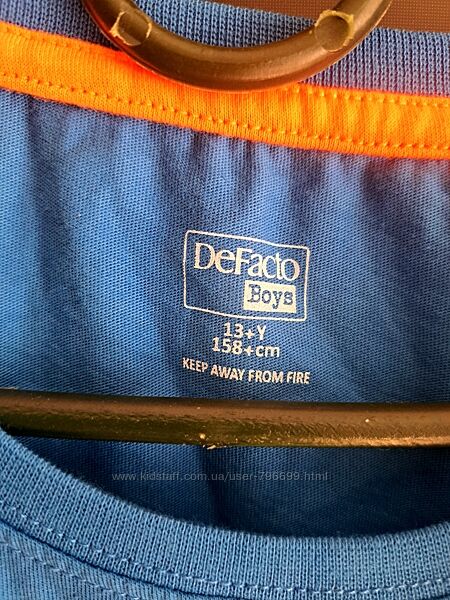 DeFacto
Boys
13+Y
158+cm
KEEP AWAY FROM FIRE
www.kidstaff.com.ua/user-796699.html